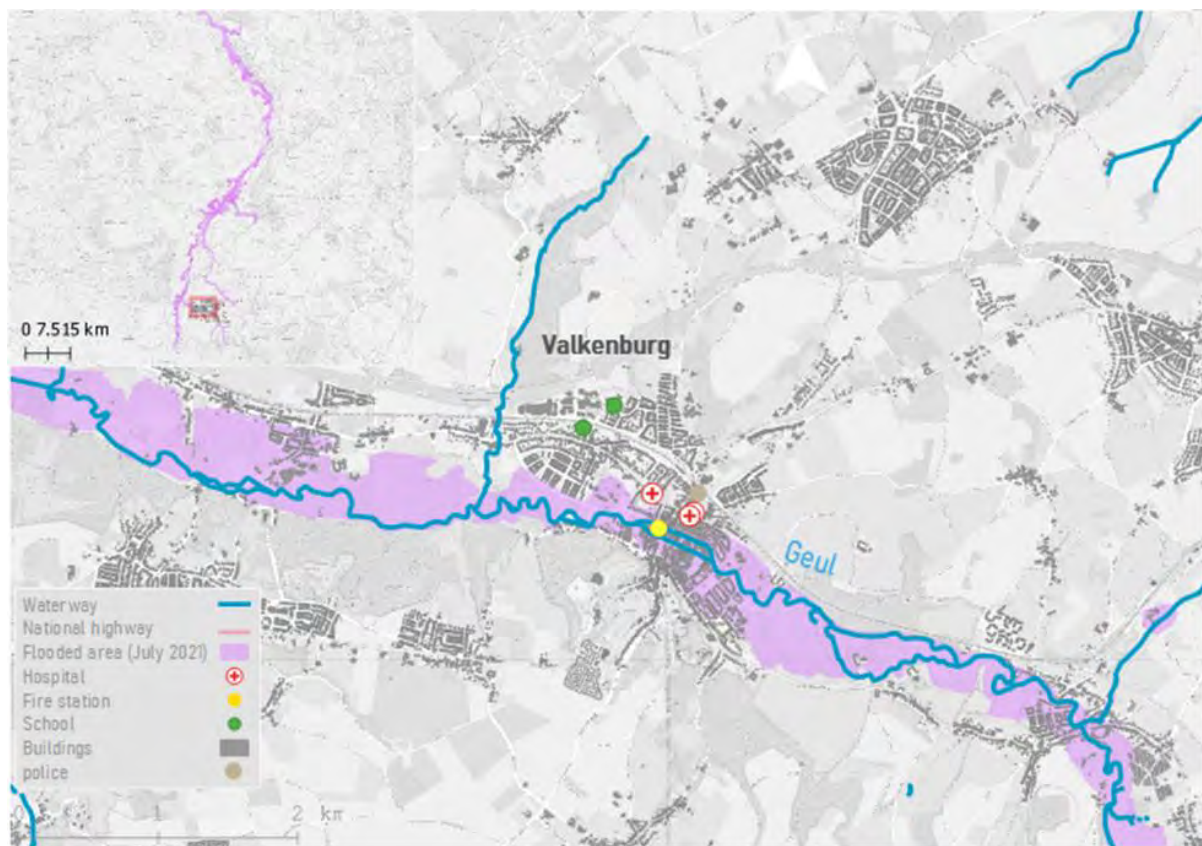 0 7.515 km
Valkenburg
Geul
Waterway
National highway
Flooded area (July 2021)
Hospital
Fire station
School
Buildings
police
0 1 2 km